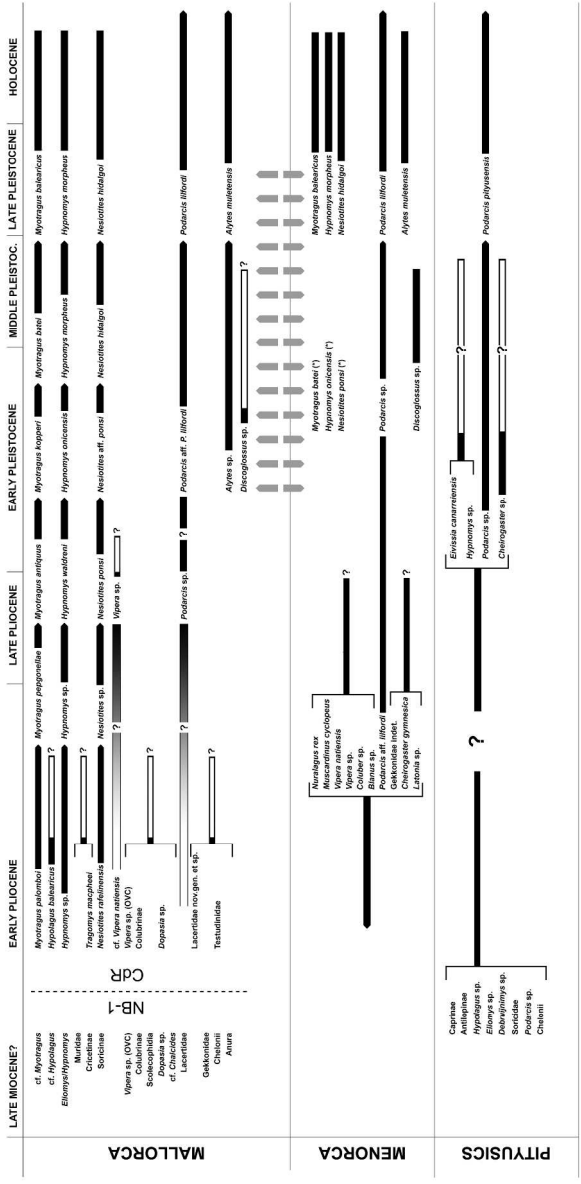 LATE MIOCENE?
EARLY PLIOCENE
LATE PLIOCENE
EARLY PLEISTOCENE
MIDDLE PLEISTOC.
LATE PLEISTOCENE
HOLOCENE
MALLORCA
NB-1
CdR
cf. Myotragus
cf. Hypolagus
Eliomys/Hypnomys
Muridae
Cricetinae
Soricinae
Vipera sp. (OVC)
Colubrinae
Scolecophidia
Dopasia sp.
cf. Chalcides
Lacertidae
Gekkonidae
Chelonii
Anura
Myotragus palomboi
Hypolagus balearicus
?
Hypnomys sp.
Tragomys macpheei
?
Nesiotites rafelinensis
cf. Vipera natiensis
?
Vipera sp. (OVC)
Colubrinae
?
Dopasia sp.
Lacertidae nov.gen. et sp.
?
Testudinidae
?
Myotragus pepgonellae
Hypnomys sp.
Nesiotites sp.
Myotragus antiquus
Hypnomys waldreni
Nesiotites ponsi
Vipera sp.
?
Podarcis sp.
?
Myotragus kopperi
Hypnomys onicensis
Nesiotites aff. ponsi
Podarcis aff. P. lilfordi
Alytes sp.
Discoglossus sp.
?
Myotragus batei
Hypnomys morpheus
Nesiotites hidalgoi
Myotragus balearicus
Hypnomys morpheus
Nesiotites hidalgoi
Podarcis lilfordi
Alytes muletensis
MENORCA
Nuralagus rex
Muscardinus cyclopeus
Vipera natiensis
Vipera sp.
Coluber sp.
Blanus sp.
Podarcis aff. lilfordi
Gekkonidae indet.
Cheirogaster gymnesica
Latonia sp.
?
?
Myotragus batei (*)
Hypnomys onicensis (*)
Nesiotites ponsi (*)
Podarcis sp.
Discoglossus sp.
Myotragus balearicus
Hypnomys morpheus
Nesiotites hidalgoi
Podarcis lilfordi
Alytes muletensis
PITYUSICS
Caprinae
Antilopinae
Hypolagus sp.
Eliomys sp.
Debruijnimys sp.
Soricidae
Podarcis sp.
Chelonii
?
Eivissia canarreiensis
Hypnomys sp.
Podarcis sp.
Cheirogaster sp.
?
?
Podarcis pityusensis